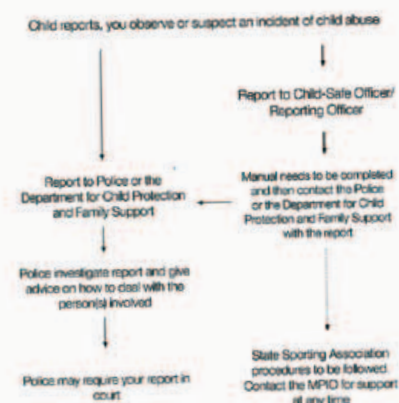 Child reports, you observe or suspect an incident of child abuse
Report to Child-Safe Officer/
Reporting Officer
Report to Police or the
Department for Child Protection
and Family Support
Manual needs to be completed
and then contact the Police
or the Department for Child
Protection and Family Support
with the report
Police investigate report and give
advice on how to deal with the
person(s) involved
State Sporting Association
procedures to be followed.
Contact the MPIO for support
at any time
Police may require your report in
court